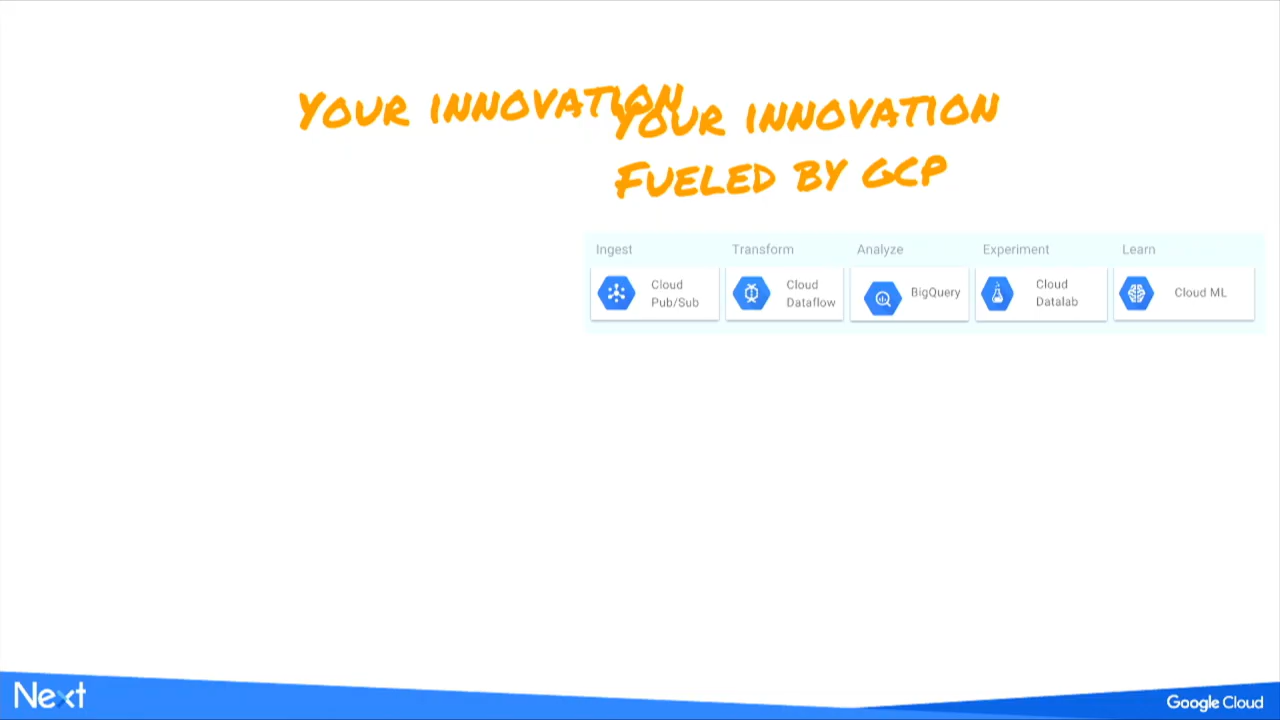 YOUR INNOVATION
YOUR INNOVATION
FUELED BY GCP
Ingest
Cloud
Pub/Sub
Transform
Cloud
Dataflow
Analyze
BigQuery
Experiment
Cloud
Datalab
Learn
Cloud ML
Next
Google Cloud